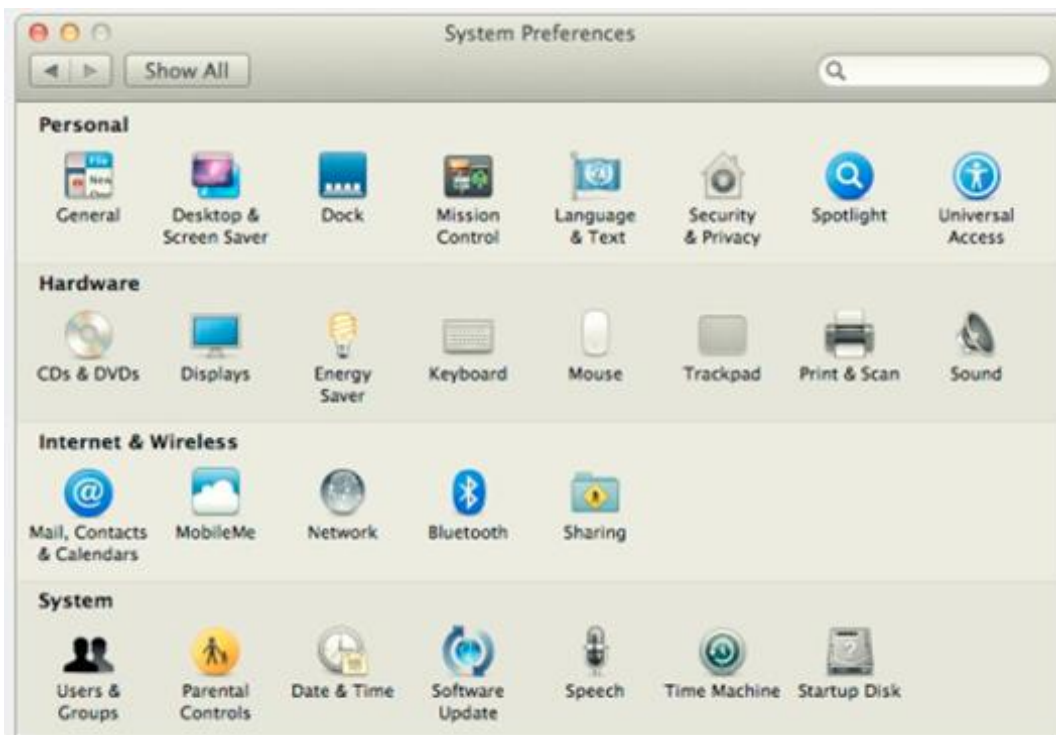 System Preferences
Show All
Personal
File
New
General
Desktop &
Screen Saver
Dock
Mission
Control
Language
& Text
Security
& Privacy
Spotlight
Universal
Access
Hardware
CDs & DVDs
Displays
Energy
Saver
Keyboard
Mouse
Trackpad
Print & Scan
Sound
Internet & Wireless
@
Mail, Contacts
& Calendars
MobileMe
Network
Bluetooth
Sharing
System
Users &
Groups
Parental
Controls
Date & Time
Software
Update
Speech
Time Machine
?
Startup Disk